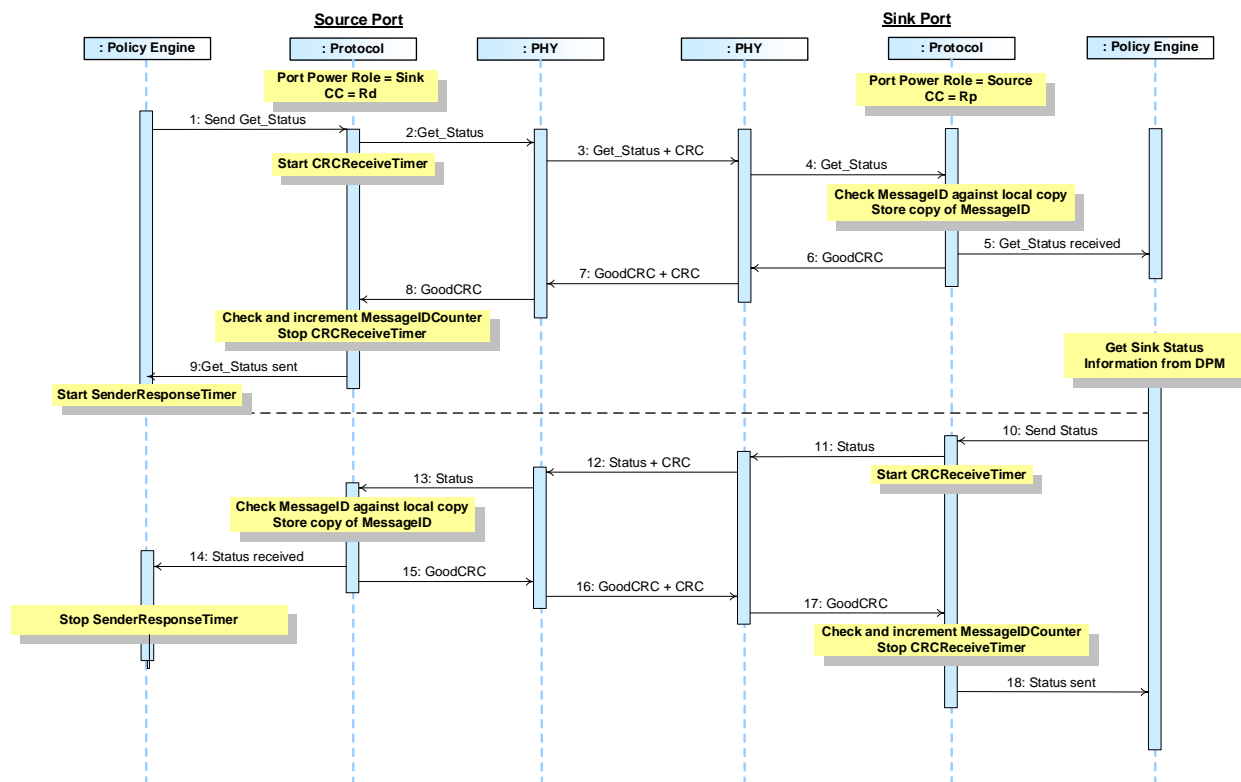 Source Port
Sink Port
: Policy Engine
: Protocol
: PHY
: PHY
: Protocol
: Policy Engine
Port Power Role = Sink
CC = Rd
Port Power Role = Source
CC = Rp
1: Send Get_Status
2:Get_Status
Start CRCReceiveTimer
3: Get_Status + CRC
4: Get_Status
Check MessageID against local copy
Store copy of MessageID
5: Get_Status received
6: GoodCRC
7: GoodCRC + CRC
8: GoodCRC
Check and increment MessageIDCounter
Stop CRCReceiveTimer
9:Get_Status sent
Start SenderResponseTimer
Get Sink Status
Information from DPM
10: Send Status
11: Status
Start CRCReceiveTimer
12: Status + CRC
13: Status
Check MessageID against local copy
Store copy of MessageID
14: Status received
15: GoodCRC
16: GoodCRC + CRC
17: GoodCRC
Stop SenderResponseTimer
Check and increment MessageIDCounter
Stop CRCReceiveTimer
18: Status sent